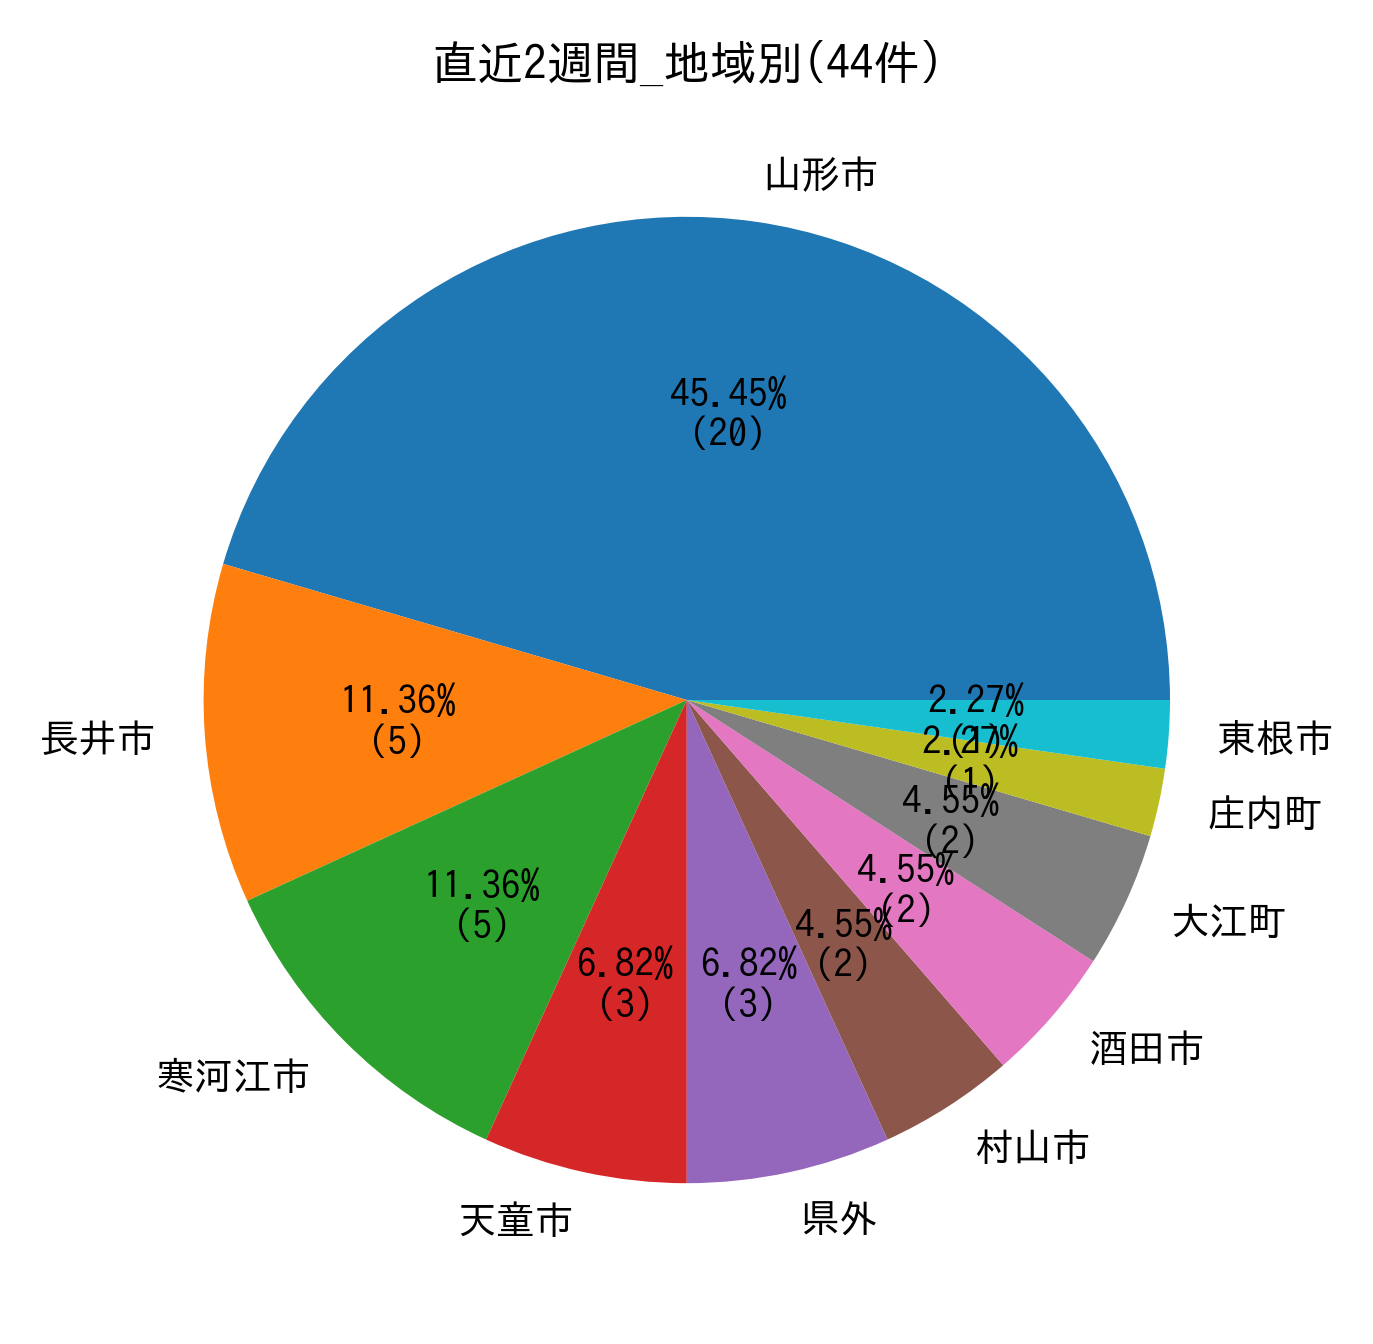 直近2週間_地域別(44件)
山形市
45.45%
(20)
長井市
11.36%
(5)
寒河江市
11.36%
(5)
天童市
6.82%
(3)
県外
6.82%
(3)
村山市
4.55%
(2)
酒田市
4.55%
(2)
大江町
4.55%
(2)
庄内町
2.27%
(1)
東根市
2.27%
(1)